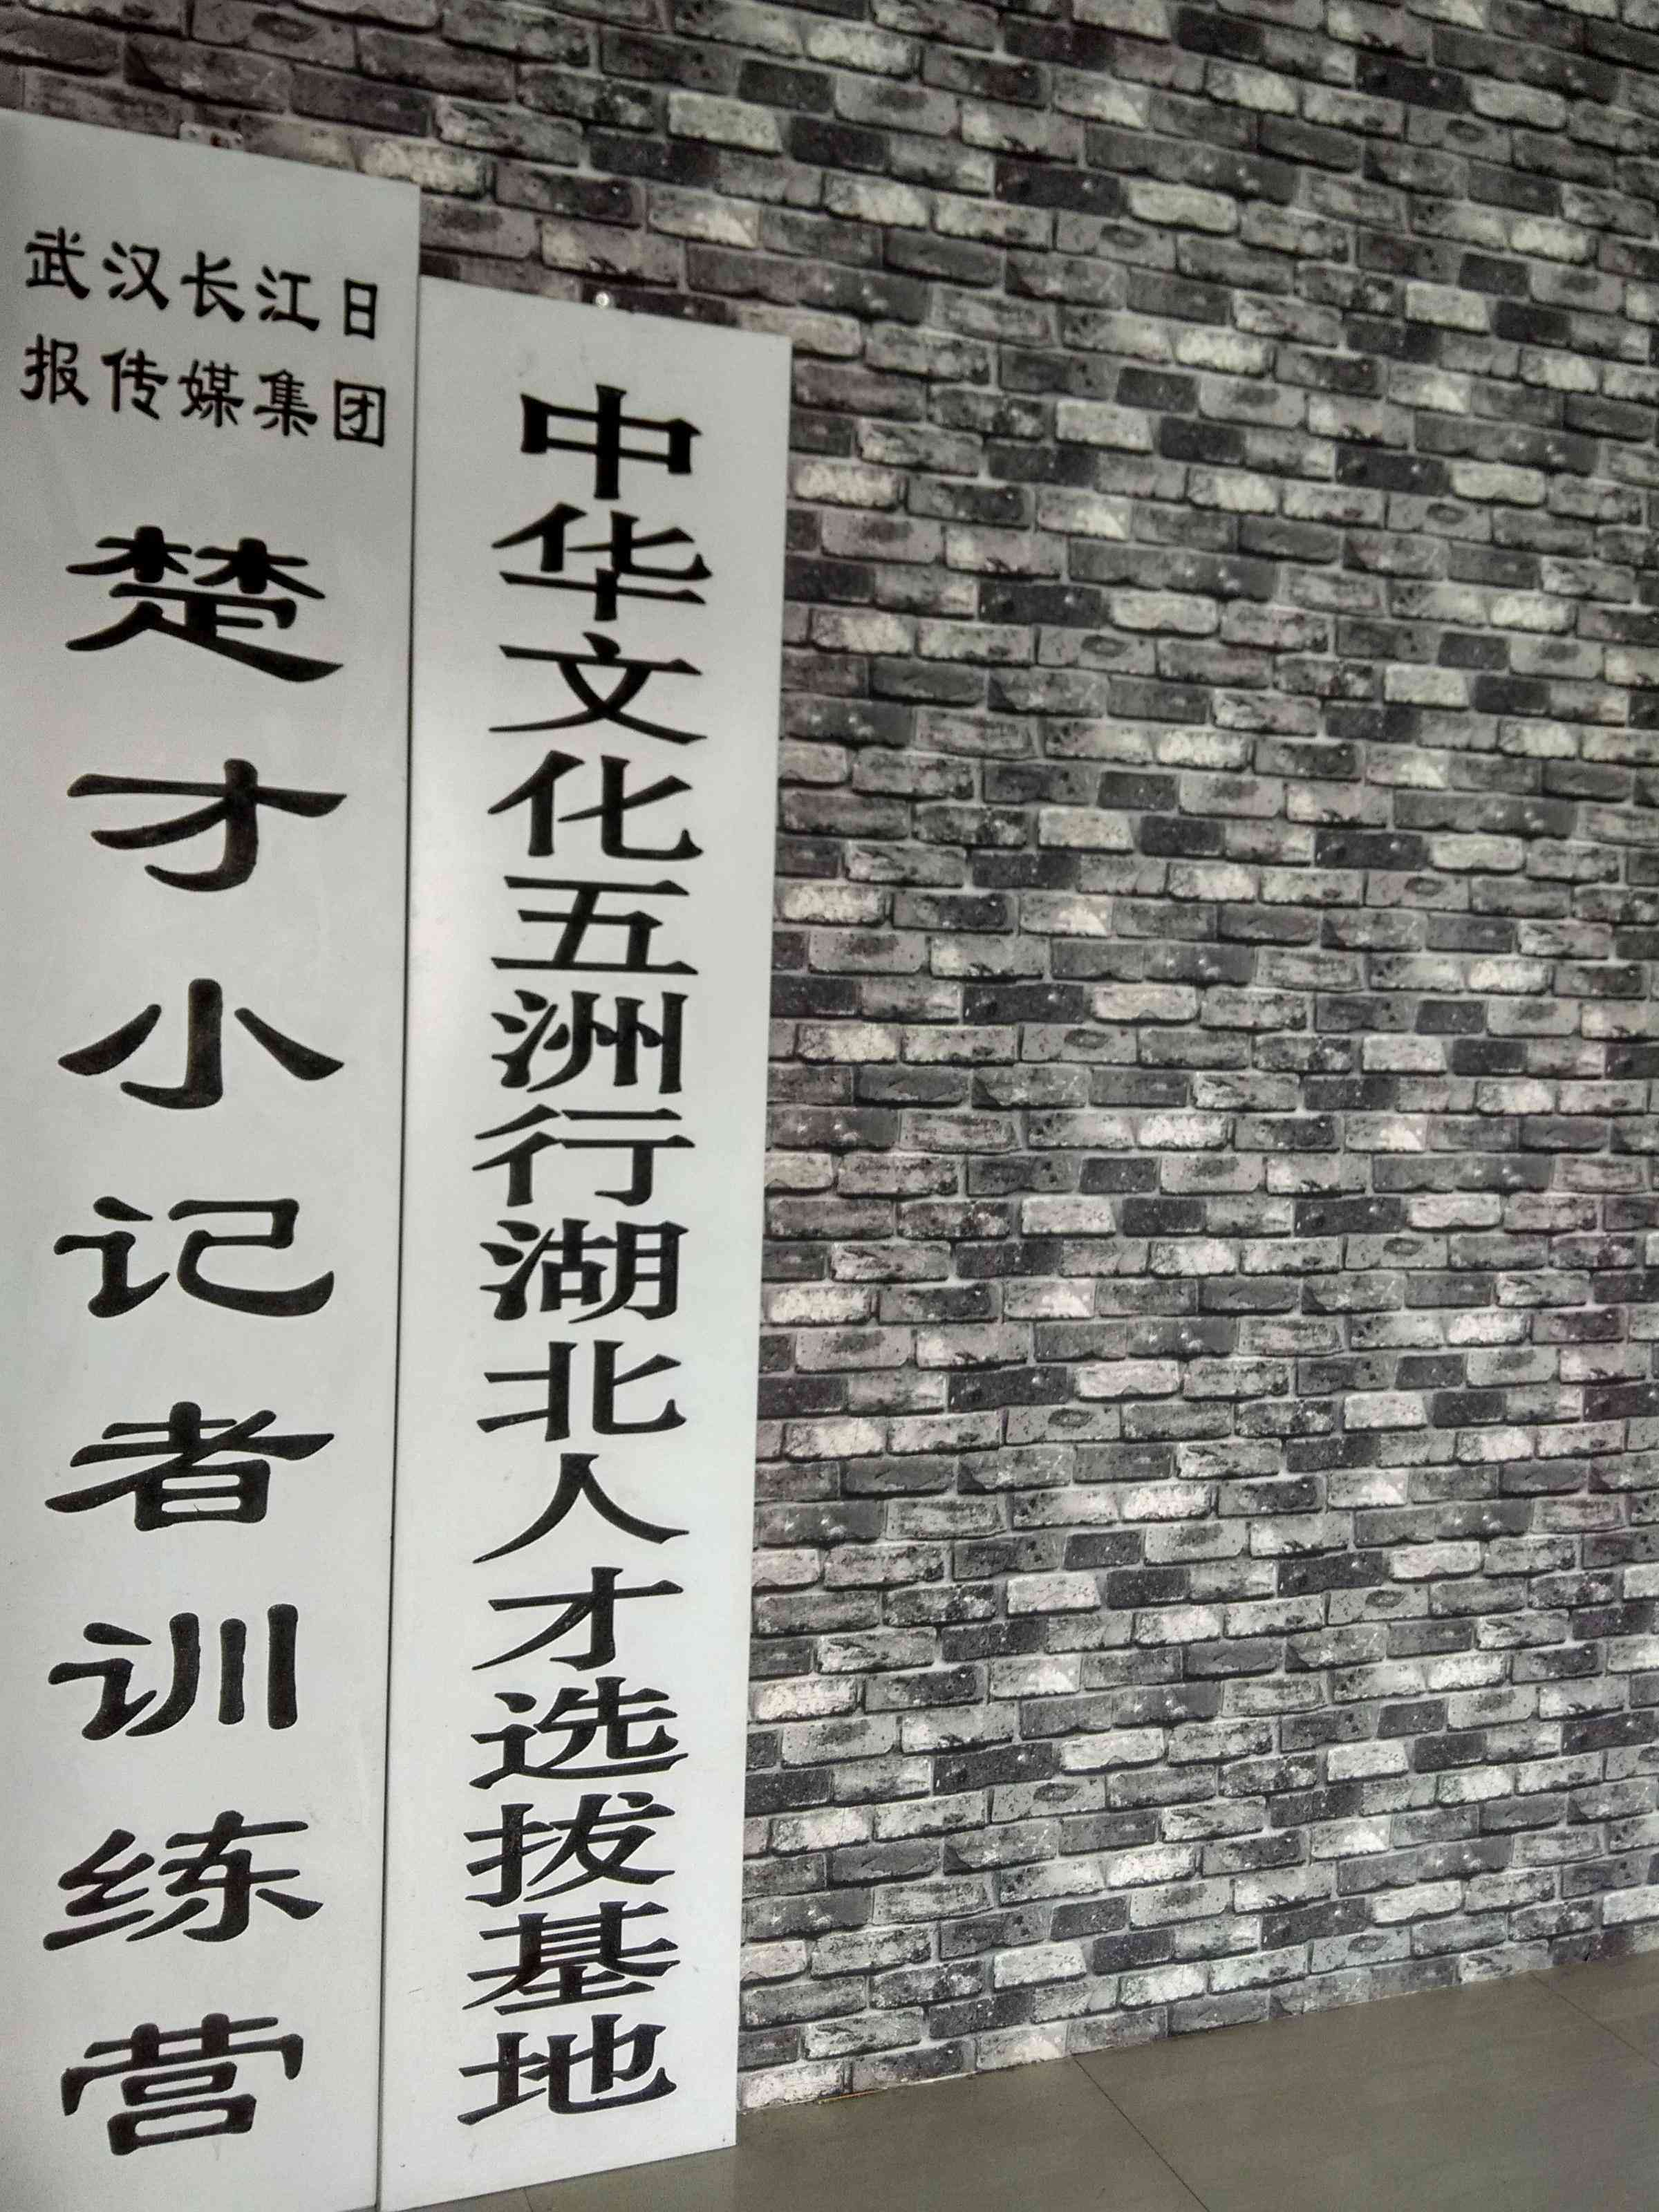 武汉长江日
报传媒集团
楚才小记者训练营
中华文化五洲行湖北人才选拔基地